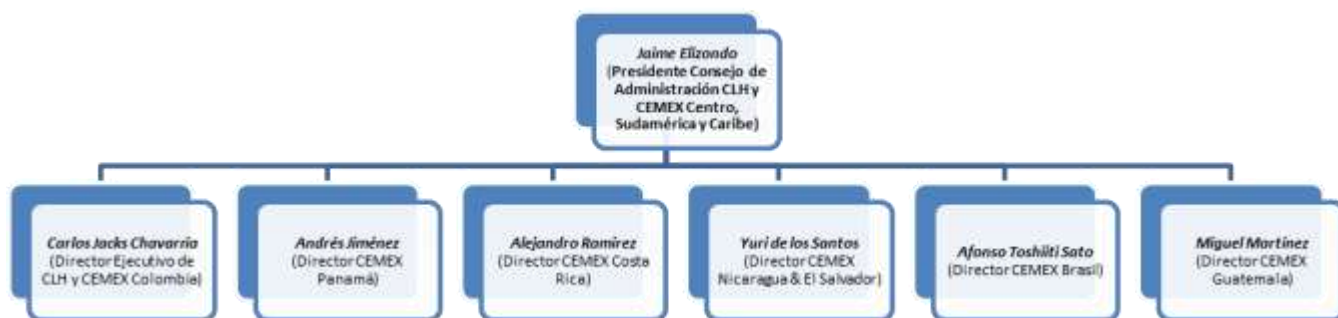 Jaime Elizondo
(Presidente Consejo de
Administración CLH y
CEMEX Centro,
Sudamérica y Caribe)
Carlos Jacks Chavarría
(Director Ejecutivo de
CLH y CEMEX Colombia)
Andrés Jiménez
(Director CEMEX
Panamá)
Alejandro Ramírez
(Director CEMEX Costa
Rica)
Yuri de los Santos
(Director CEMEX
Nicaragua & El Salvador)
Afonso Toshiiti Sato
(Director CEMEX Brasil)
Miguel Martínez
(Director CEMEX
Guatemala)